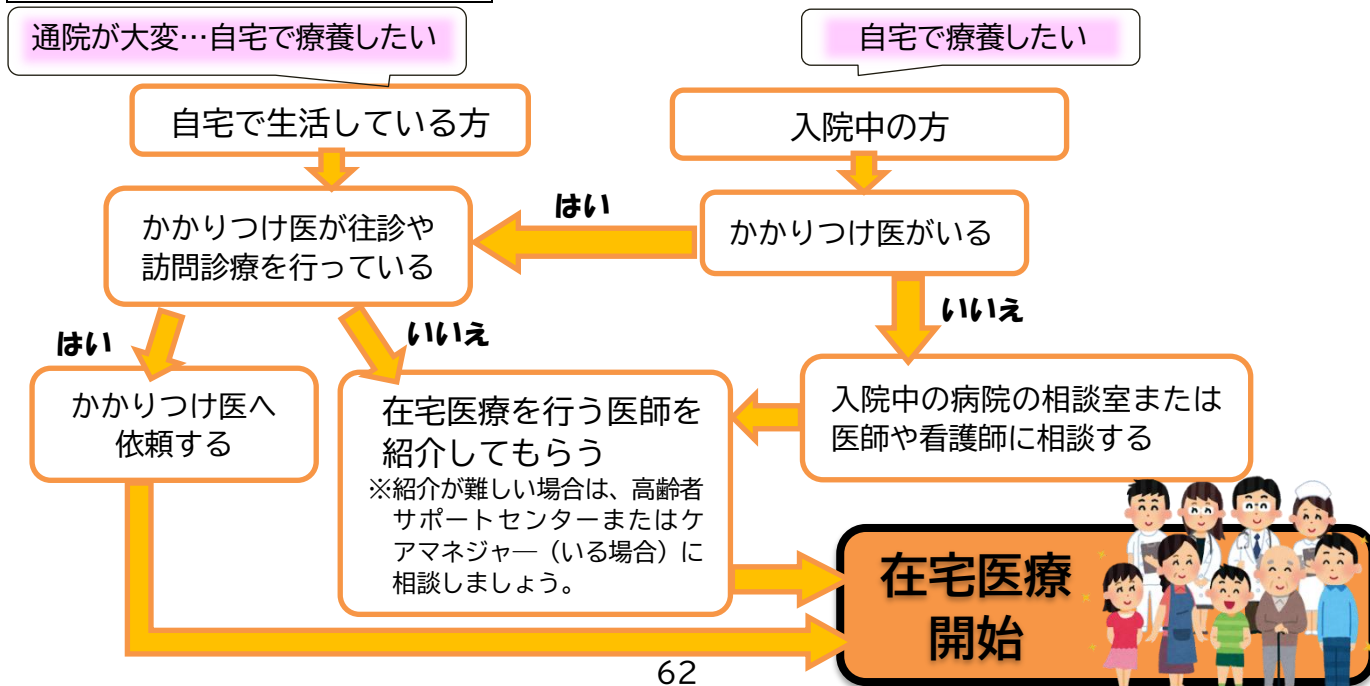 通院が大変…自宅で療養したい
自宅で療養したい
自宅で生活している方
入院中の方
かかりつけ医が往診や
訪問診療を行っている
はい
かかりつけ医がいる
はい
いいえ
いいえ
かかりつけ医へ
依頼する
在宅医療を行う医師を
紹介してもらう
※紹介が難しい場合は、高齢者
サポートセンターまたはケ
アマネジャ―（いる場合）に
相談しましょう。
入院中の病院の相談室または
医師や看護師に相談する
在宅医療
開始
62